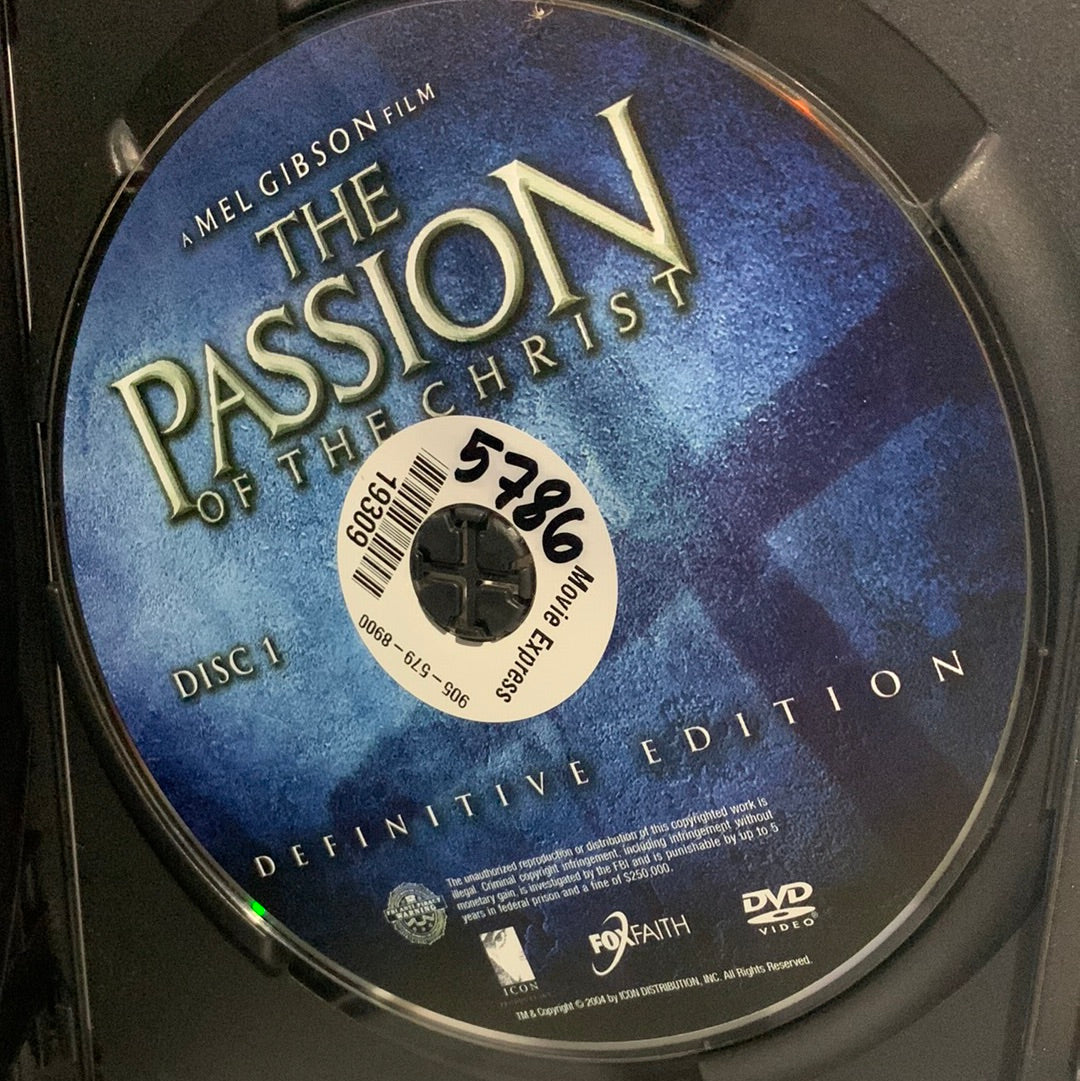 A MEL GIBSON FILM
THE
PASSION
OF THE CHRIST
5786
19309
Movie Express
905-579-8900
DISC 1
DEFINITIVE EDITION
The unauthorized reproduction or distribution of this copyrighted work is
illegal. Criminal copyright infringement, including infringement without
monetary gain, is investigated by the FBI and is punishable by up to 5
years in federal prison and a fine of $250,000.
WARNING
ICON
FOXFAITH
DVD
VIDEO
TM & Copyright © 2004 by ICON DISTRIBUTION, INC. All Rights Reserved.